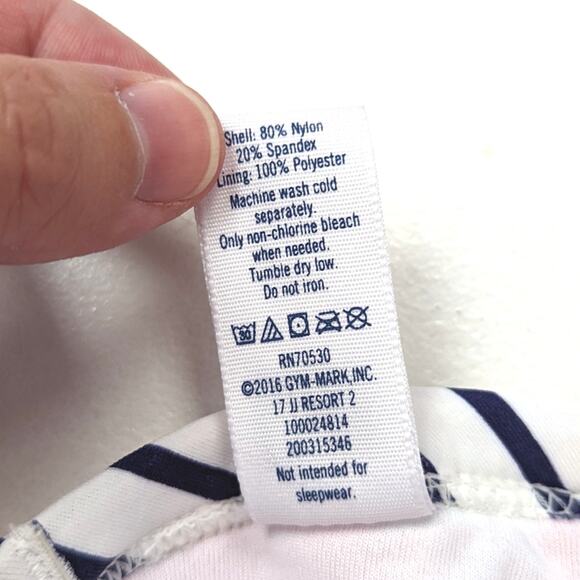 Shell: 80% Nylon
20% Spandex
Lining: 100% Polyester
Machine wash cold
separately.
Only non-chlorine bleach
when needed.
Tumble dry low.
Do not iron.
30
RN70530
©2016 GYM-MARK,INC.
17 JJ RESORT 2
100024814
200315346
Not intended for
sleepwear.